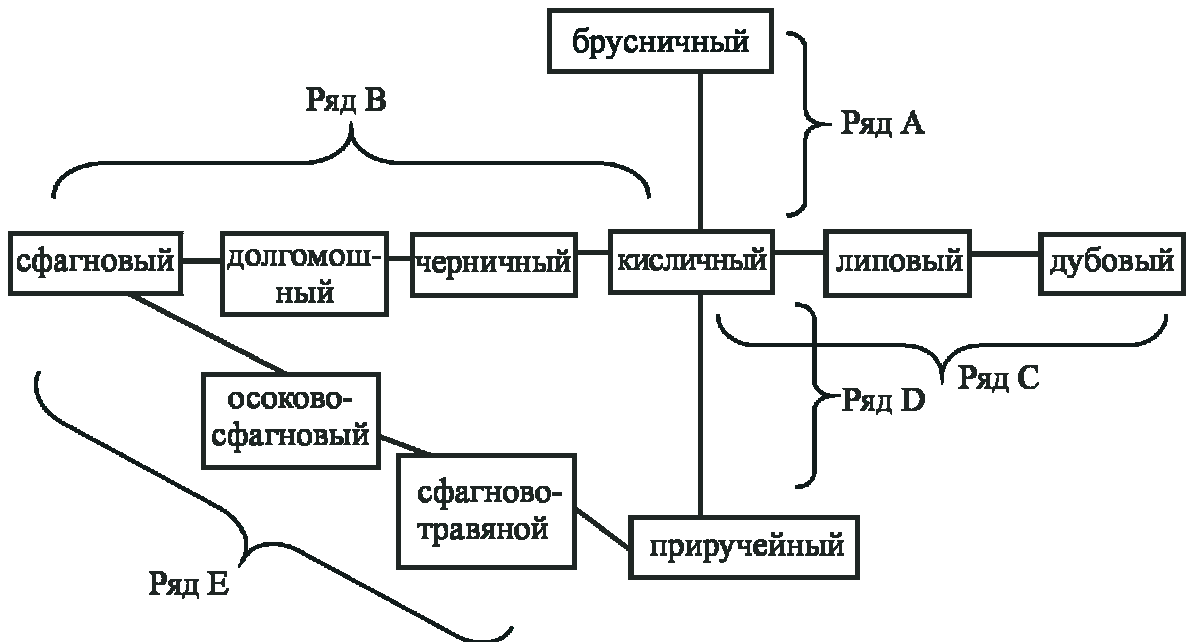 брусничный
Ряд А
Ряд В
сфагновый
долгомош-
ный
черничный
кисличный
липовый
дубовый
Ряд С
Ряд D
осоково-
сфагновый
сфагново-
травяной
приручейный
Ряд Е